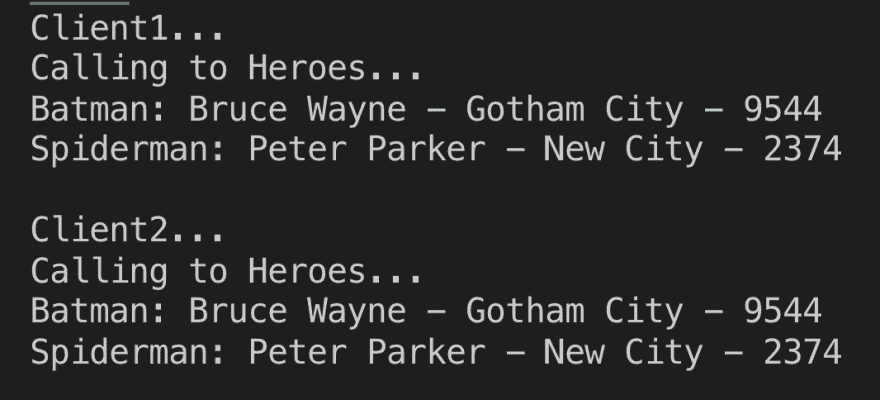 Client1...
Calling to Heroes...
Batman: Bruce Wayne – Gotham City – 9544
Spiderman: Peter Parker – New City – 2374
Client2...
Calling to Heroes...
Batman: Bruce Wayne – Gotham City – 9544
Spiderman: Peter Parker – New City – 2374